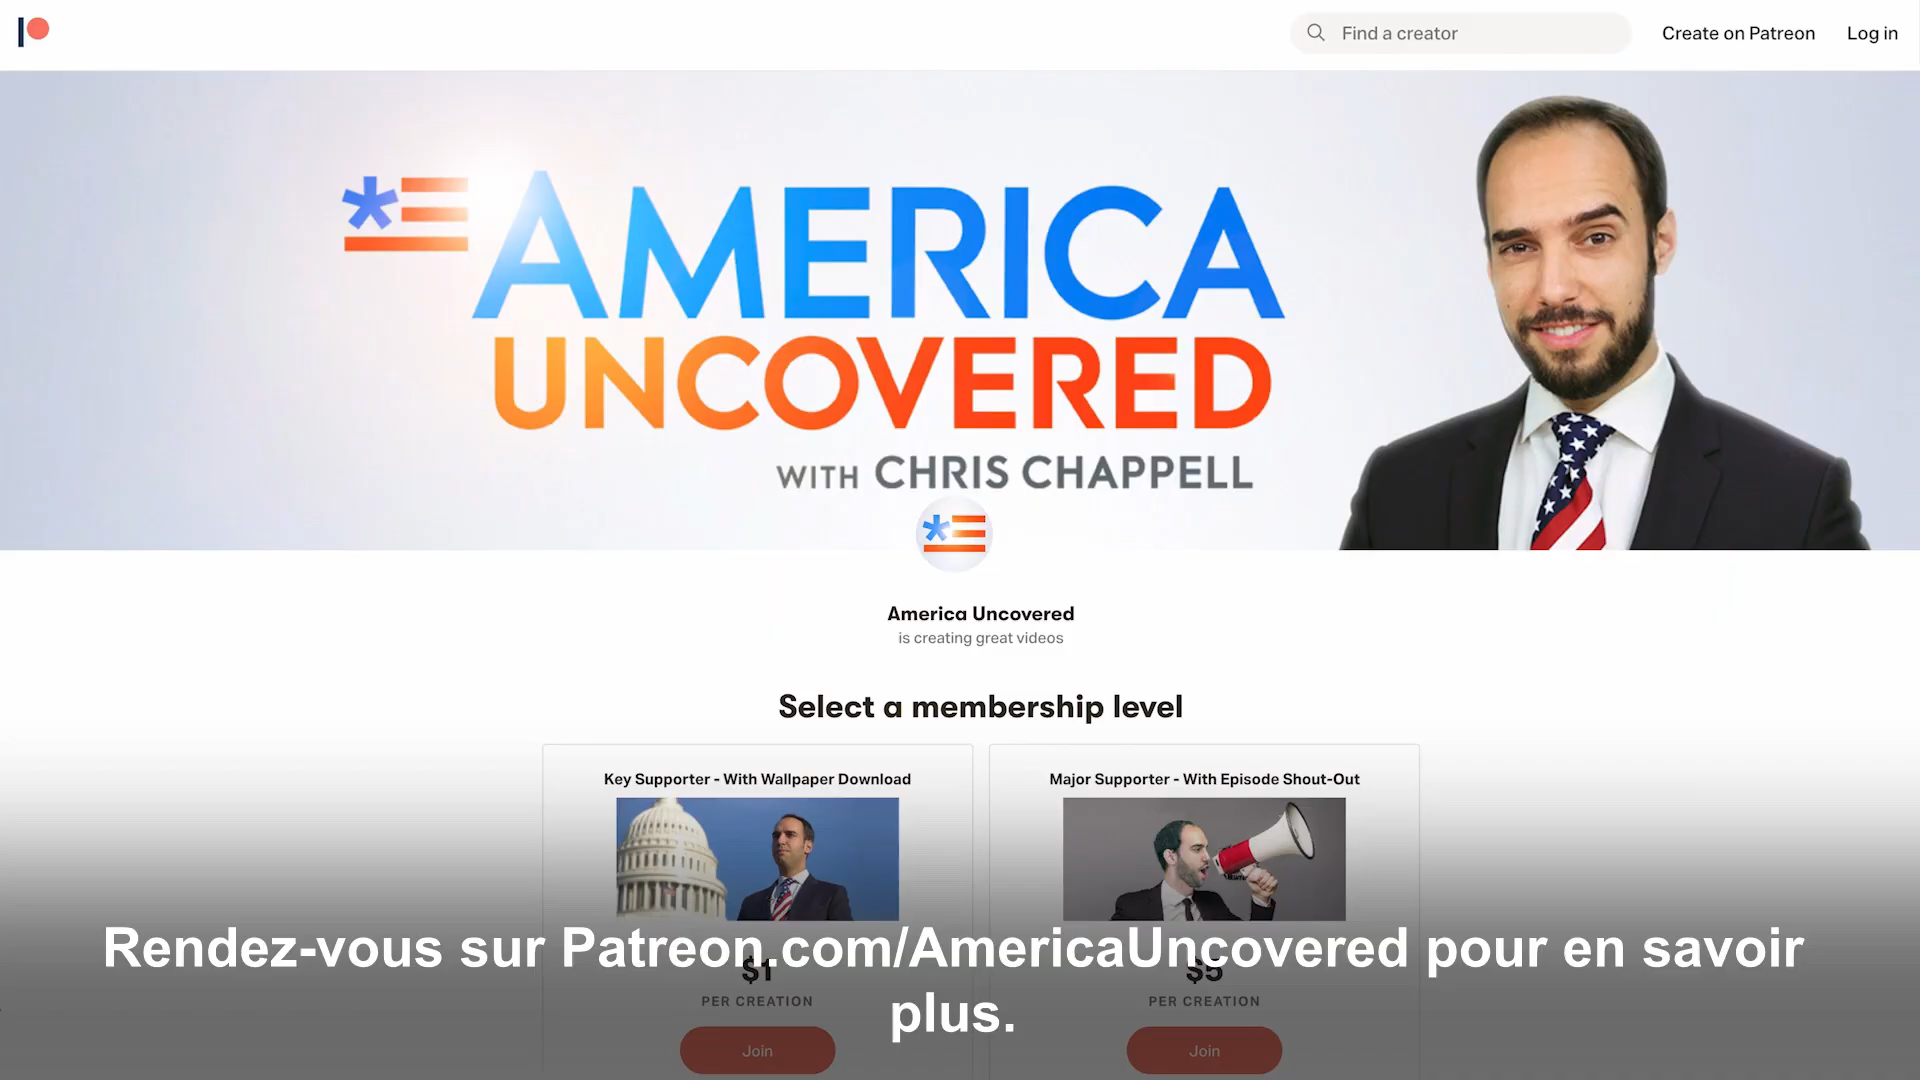 Find a creator
Create on Patreon
Log in
AMERICA
UNCOVERED
WITH CHRIS CHAPPELL
America Uncovered
is creating great videos
Select a membership level
Key Supporter - With Wallpaper Download
Major Supporter - With Episode Shout-Out
Rendez-vous sur Patreon.com/AmericaUncovered pour en savoir
plus.
$1
PER CREATION
Join
$5
PER CREATION
Join